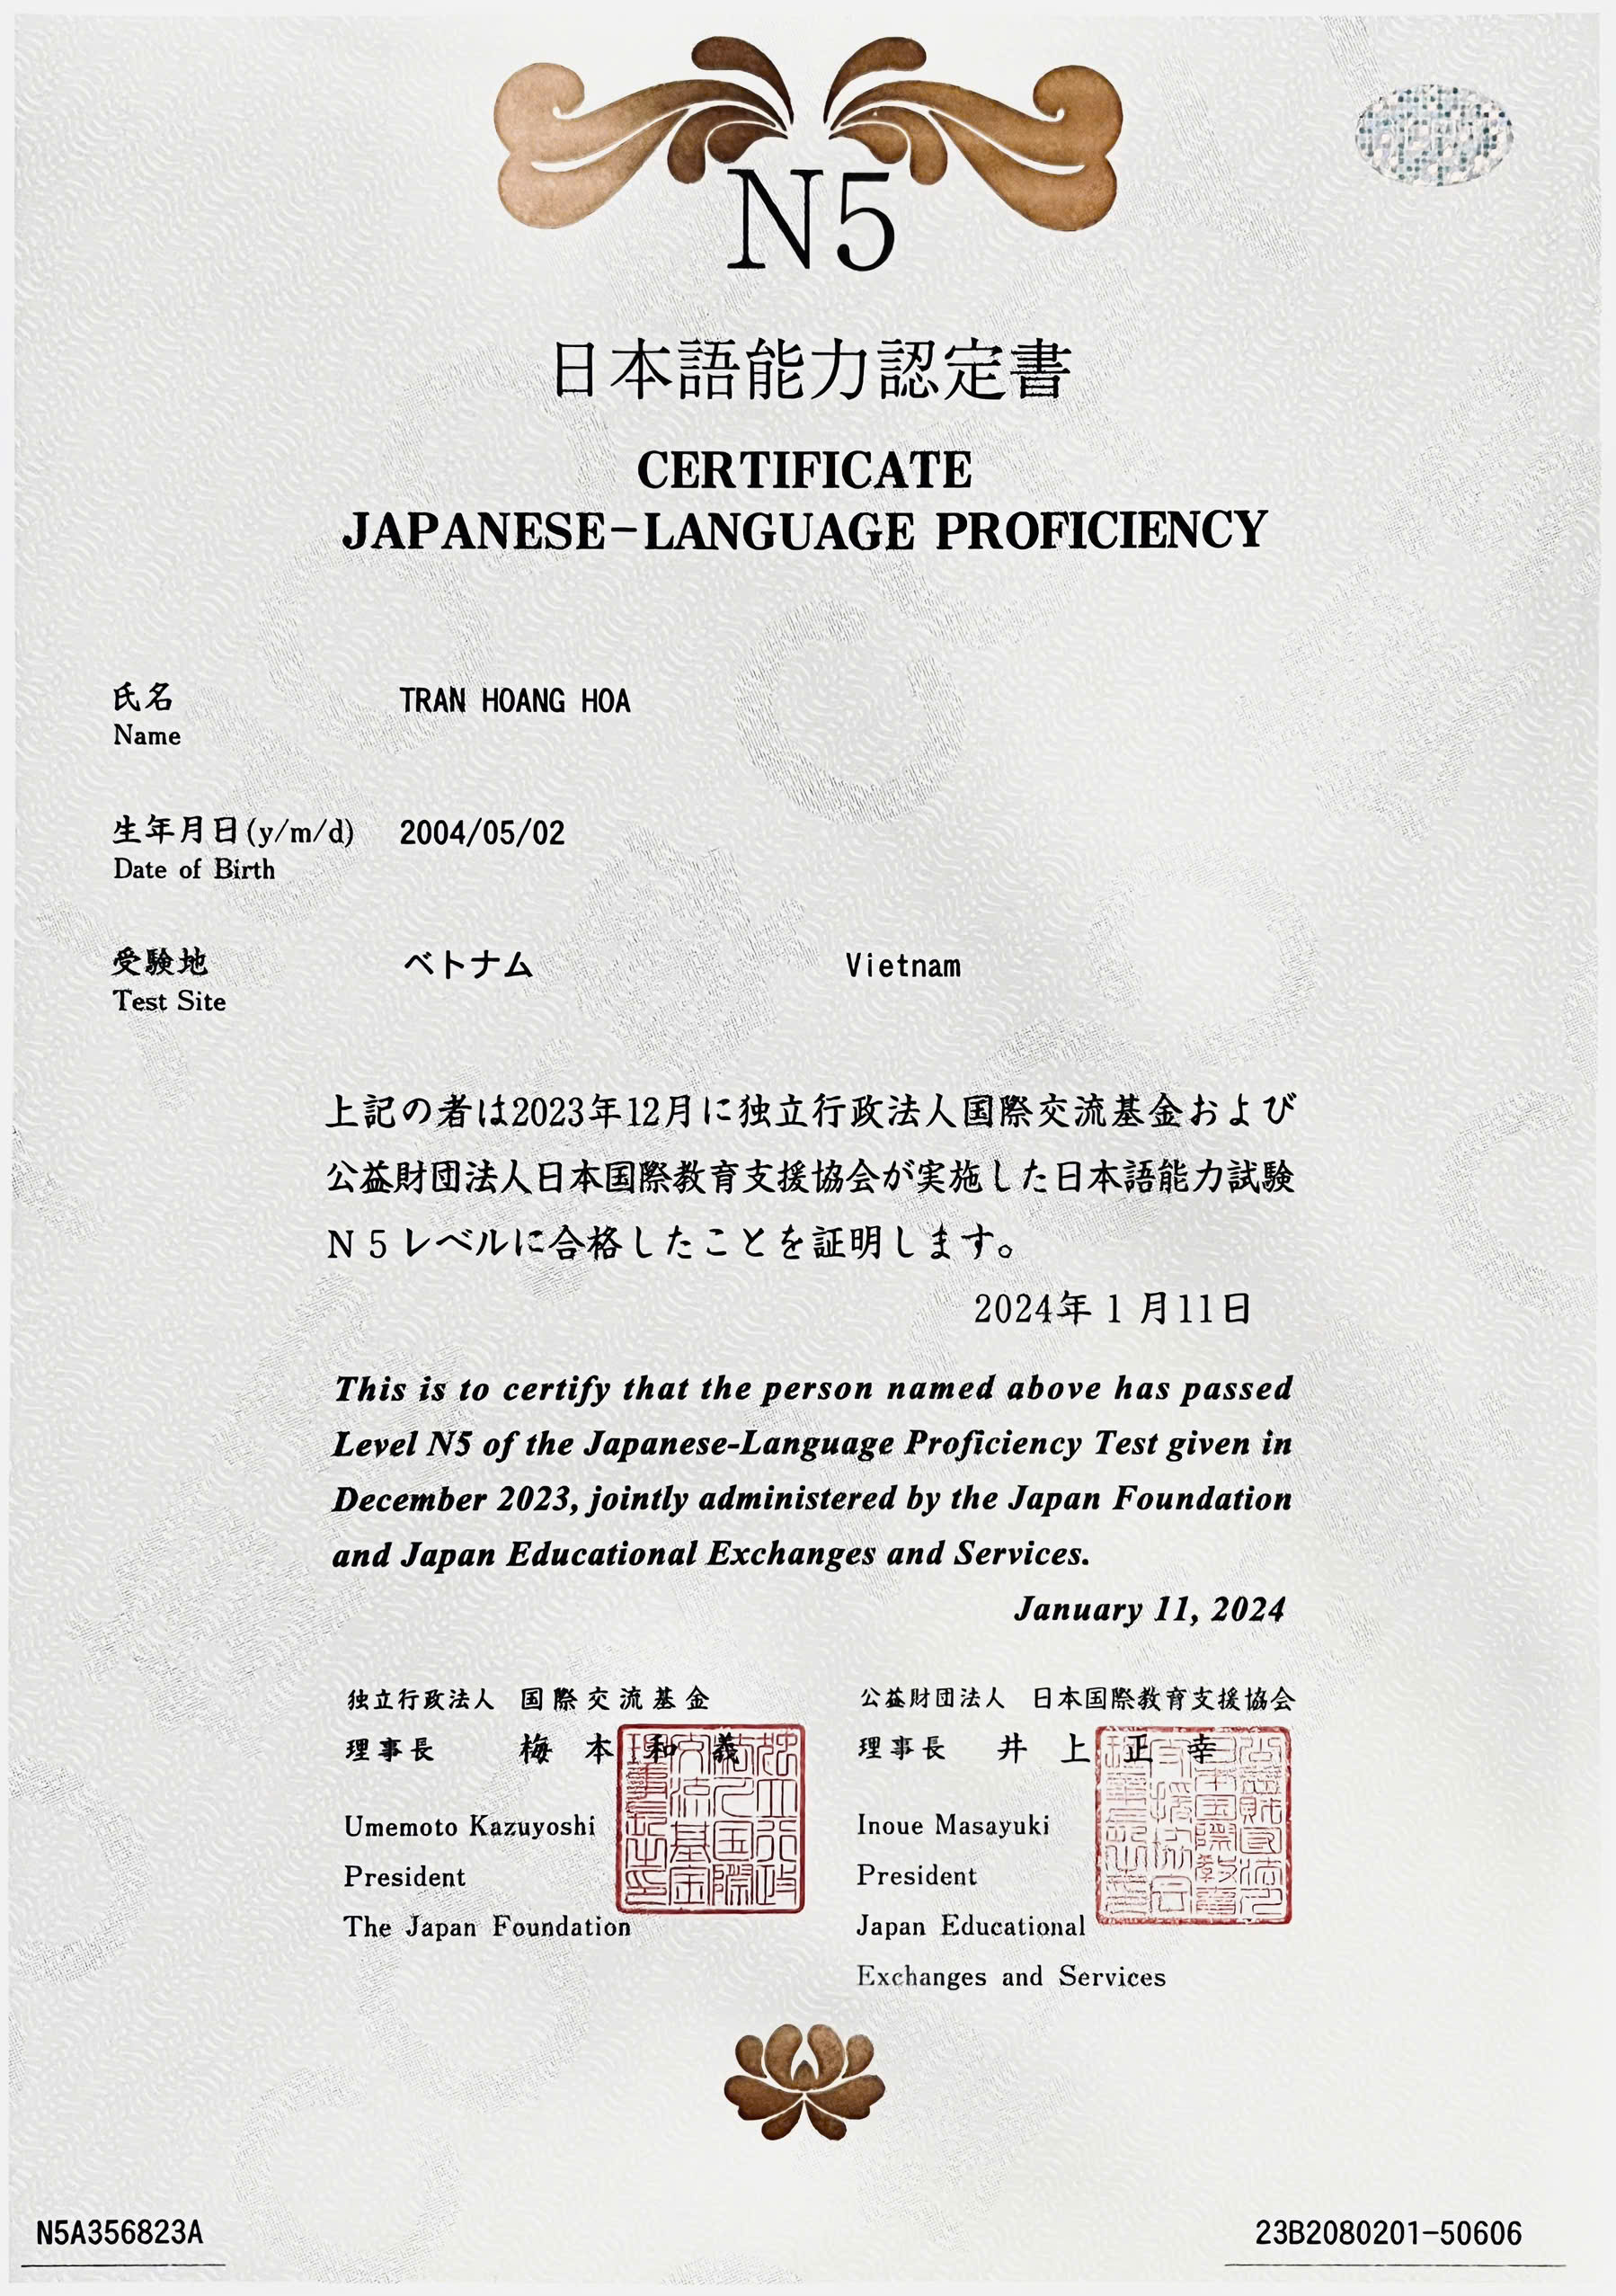 N5
日本語能力認定書
CERTIFICATE
JAPANESE-LANGUAGE PROFICIENCY
氏名 TRAN HOANG HOA
Name
生年月日(y/m/d) 2004/05/02
Date of Birth
受験地 ベトナム Vietnam
Test Site
上記の者は2023年12月に独立行政法人国際交流基金および
公益財団法人日本国際教育支援協会が実施した日本語能力試験
N5レベルに合格したことを証明します。
2024年1月11日
This is to certify that the person named above has passed
Level N5 of the Japanese-Language Proficiency Test given in
December 2023, jointly administered by the Japan Foundation
and Japan Educational Exchanges and Services.
January 11, 2024
独立行政法人 国際交流基金
理事長 梅本和義
Umemoto Kazuyoshi
President
The Japan Foundation
公益財団法人 日本国際教育支援協会
理事長 井上正幸
Inoue Masayuki
President
Japan Educational
Exchanges and Services
N5A356823A
23B2080201-50606